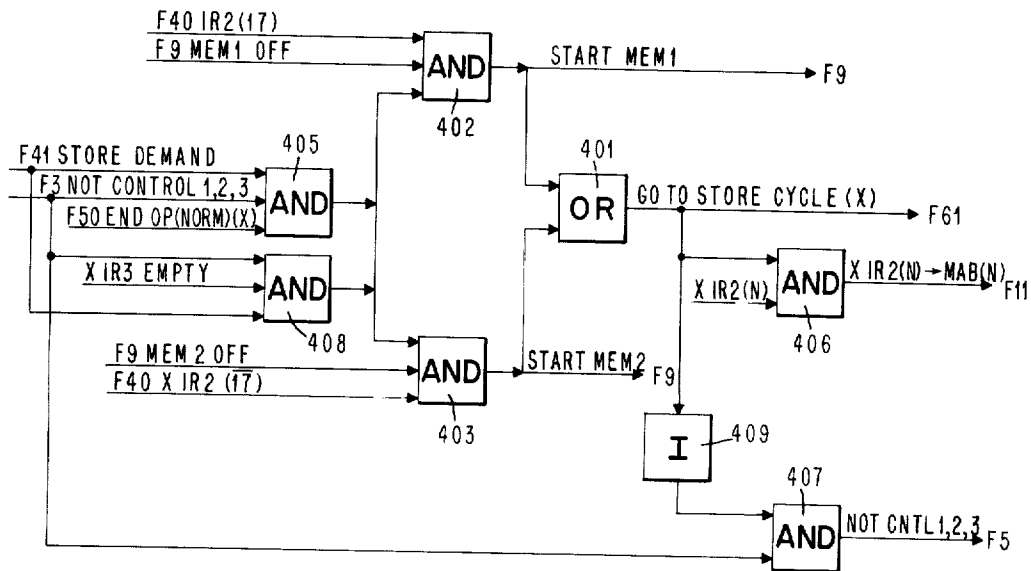 F40 IR2(17)
F9 MEM1 OFF
AND
402
START MEM1
F9
F41 STORE DEMAND
405
F3 NOT CONTROL 1,2,3
AND
F50 END OP(NORM)(X)
401
OR
GO TO STORE CYCLE (X)
F61
X IR3 EMPTY
AND
408
X IR2(N)
AND
406
X IR2(N)→MAB(N)
F11
F9 MEM 2 OFF
F40 X IR2 (1̅7̅)
AND
403
START MEM2
F9
I
409
407
AND
NOT CNTL 1,2,3
F5